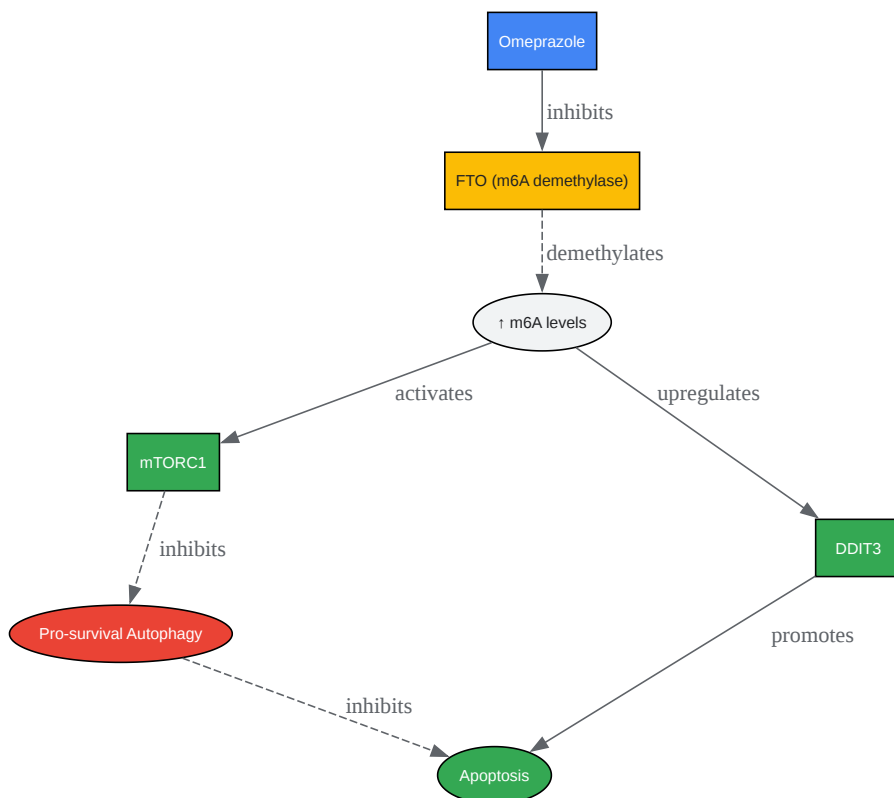 Omeprazole
inhibits
FTO (m6A demethylase)
demethylates
↑ m6A levels
activates
upregulates
mTORC1
inhibits
DDIT3
Pro-survival Autophagy
promotes
inhibits
Apoptosis